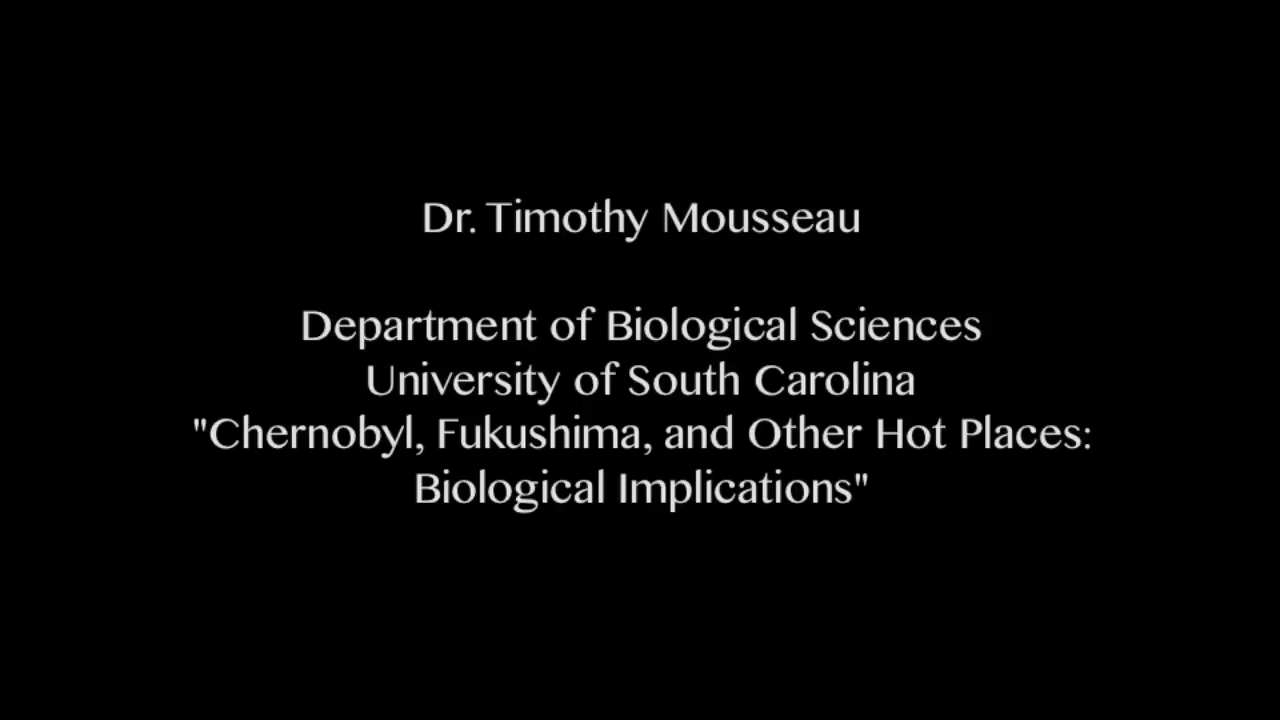 Dr. Timothy Mousseau
Department of Biological Sciences
University of South Carolina
"Chernobyl, Fukushima, and Other Hot Places:
Biological Implications"